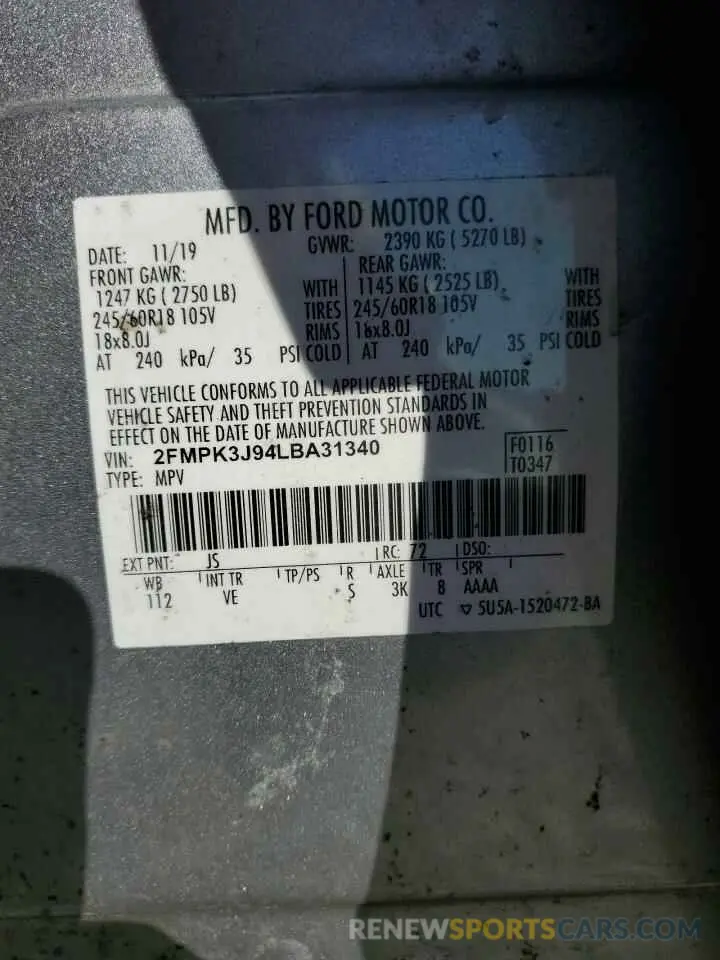 MFD. BY FORD MOTOR CO.
DATE: 11/19 GVWR: 2390 KG ( 5270 LB)
FRONT GAWR: REAR GAWR:
1247 KG ( 2750 LB) WITH 1145 KG ( 2525 LB) WITH
245/60R18 105V TIRES 245/60R18 105V TIRES
18x8.0J RIMS 18x8.0J RIMS
AT 240 kPa/ 35 PSI COLD AT 240 kPa/ 35 PSI COLD
THIS VEHICLE CONFORMS TO ALL APPLICABLE FEDERAL MOTOR
VEHICLE SAFETY AND THEFT PREVENTION STANDARDS IN
EFFECT ON THE DATE OF MANUFACTURE SHOWN ABOVE.
VIN: 2FMPK3J94LBA31340 F0116
TYPE: MPV T0347
EXT PNT: JS RC: 72 DSO:
WB INT TR TP/PS R AXLE TR SPR
112 VE S 3K 8 AAAA
UTC ▽ 5U5A-1520472-BA
RENEWSPORTSCARS.COM